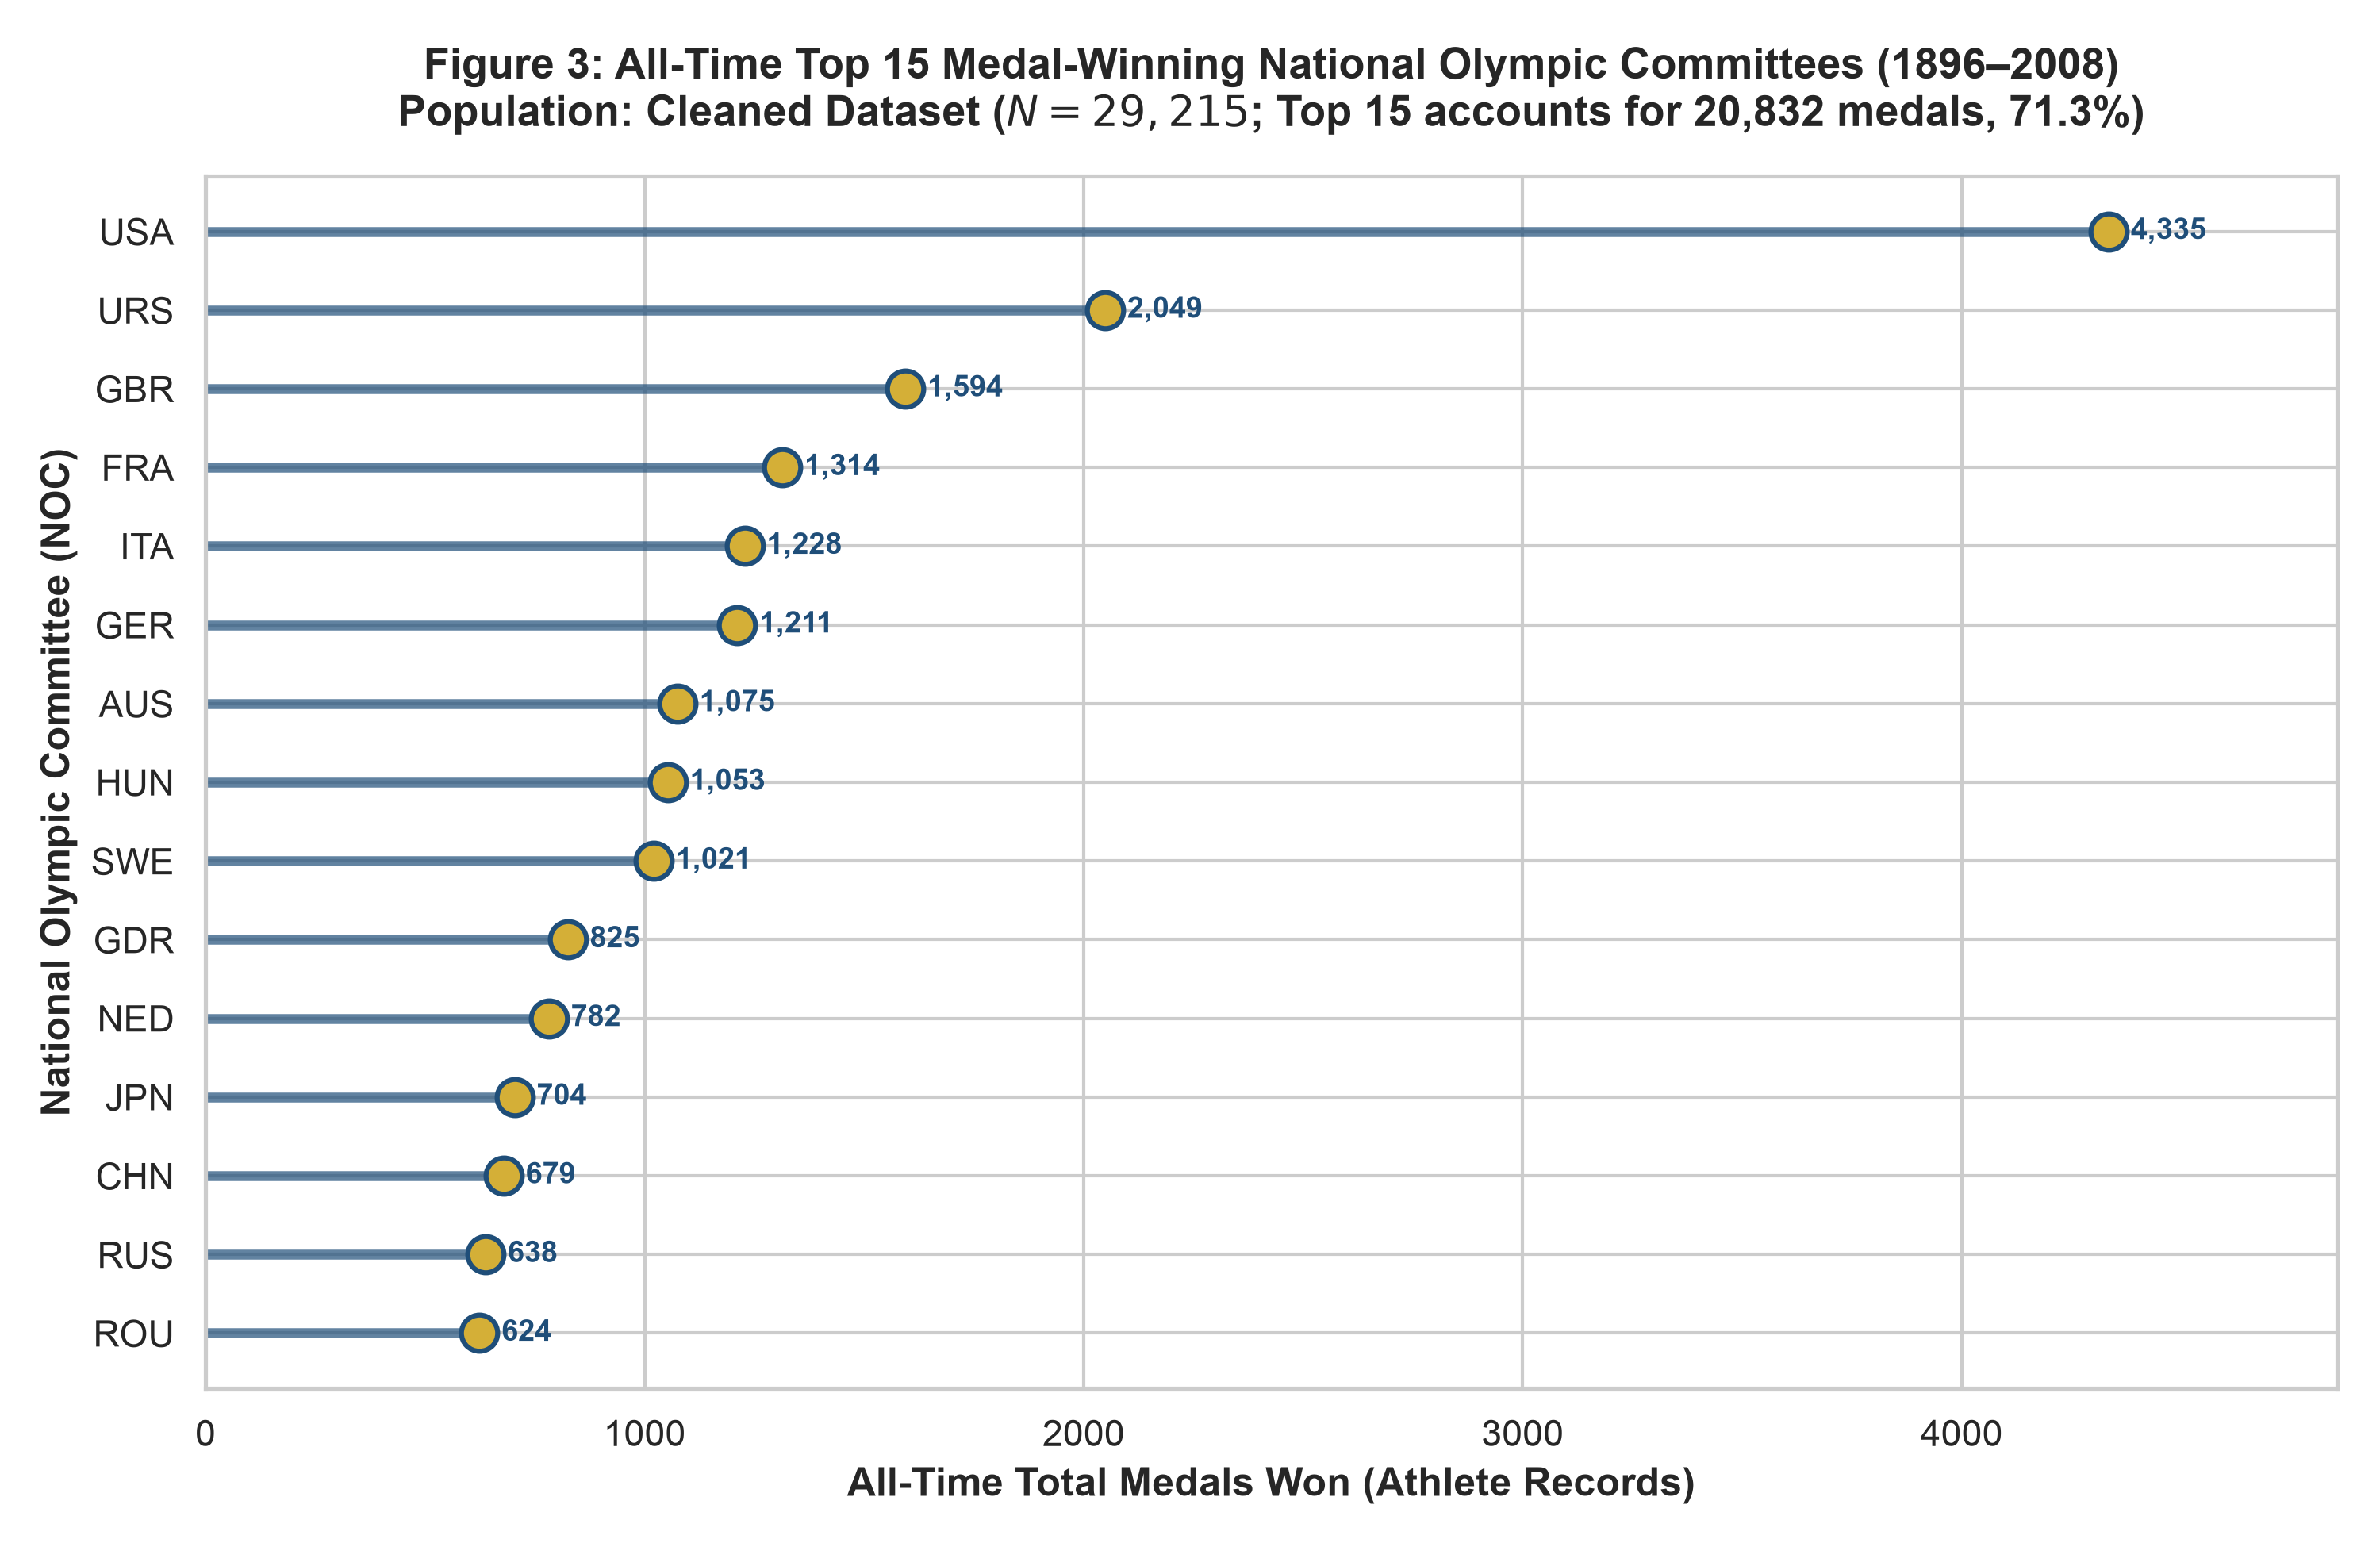 Figure 3: All-Time Top 15 Medal-Winning National Olympic Committees (1896–2008)
Population: Cleaned Dataset (N = 29, 215; Top 15 accounts for 20,832 medals, 71.3%)
National Olympic Committee (NOC)
USA 4,335
URS 2,049
GBR 1,594
FRA 1,314
ITA 1,228
GER 1,211
AUS 1,075
HUN 1,053
SWE 1,021
GDR 825
NED 782
JPN 704
CHN 679
RUS 638
ROU 624
0 1000 2000 3000 4000
All-Time Total Medals Won (Athlete Records)